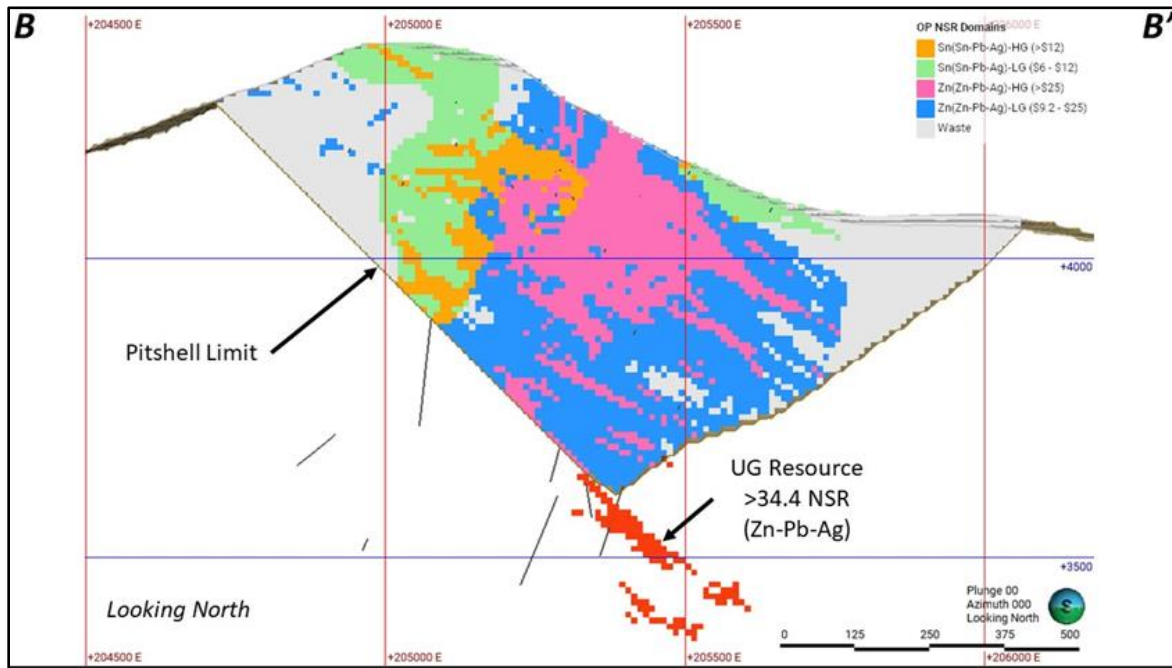 B
+204500 E
+205000 E
+205500 E
+206000 E
B’
OP NSR Domains
Sn(Sn-Pb-Ag)-HG (>$12)
Sn(Sn-Pb-Ag)-LG ($6 - $12)
Zn(Zn-Pb-Ag)-HG (>$25)
Zn(Zn-Pb-Ag)-LG ($9.2 - $25)
Waste
+4000
Pitshell Limit
UG Resource
>34.4 NSR
(Zn-Pb-Ag)
+3500
Looking North
Plunge 00
Azimuth 000
Looking North
S
0
125
250
375
500
+204500 E
+205000 E
+205500 E
+206000 E